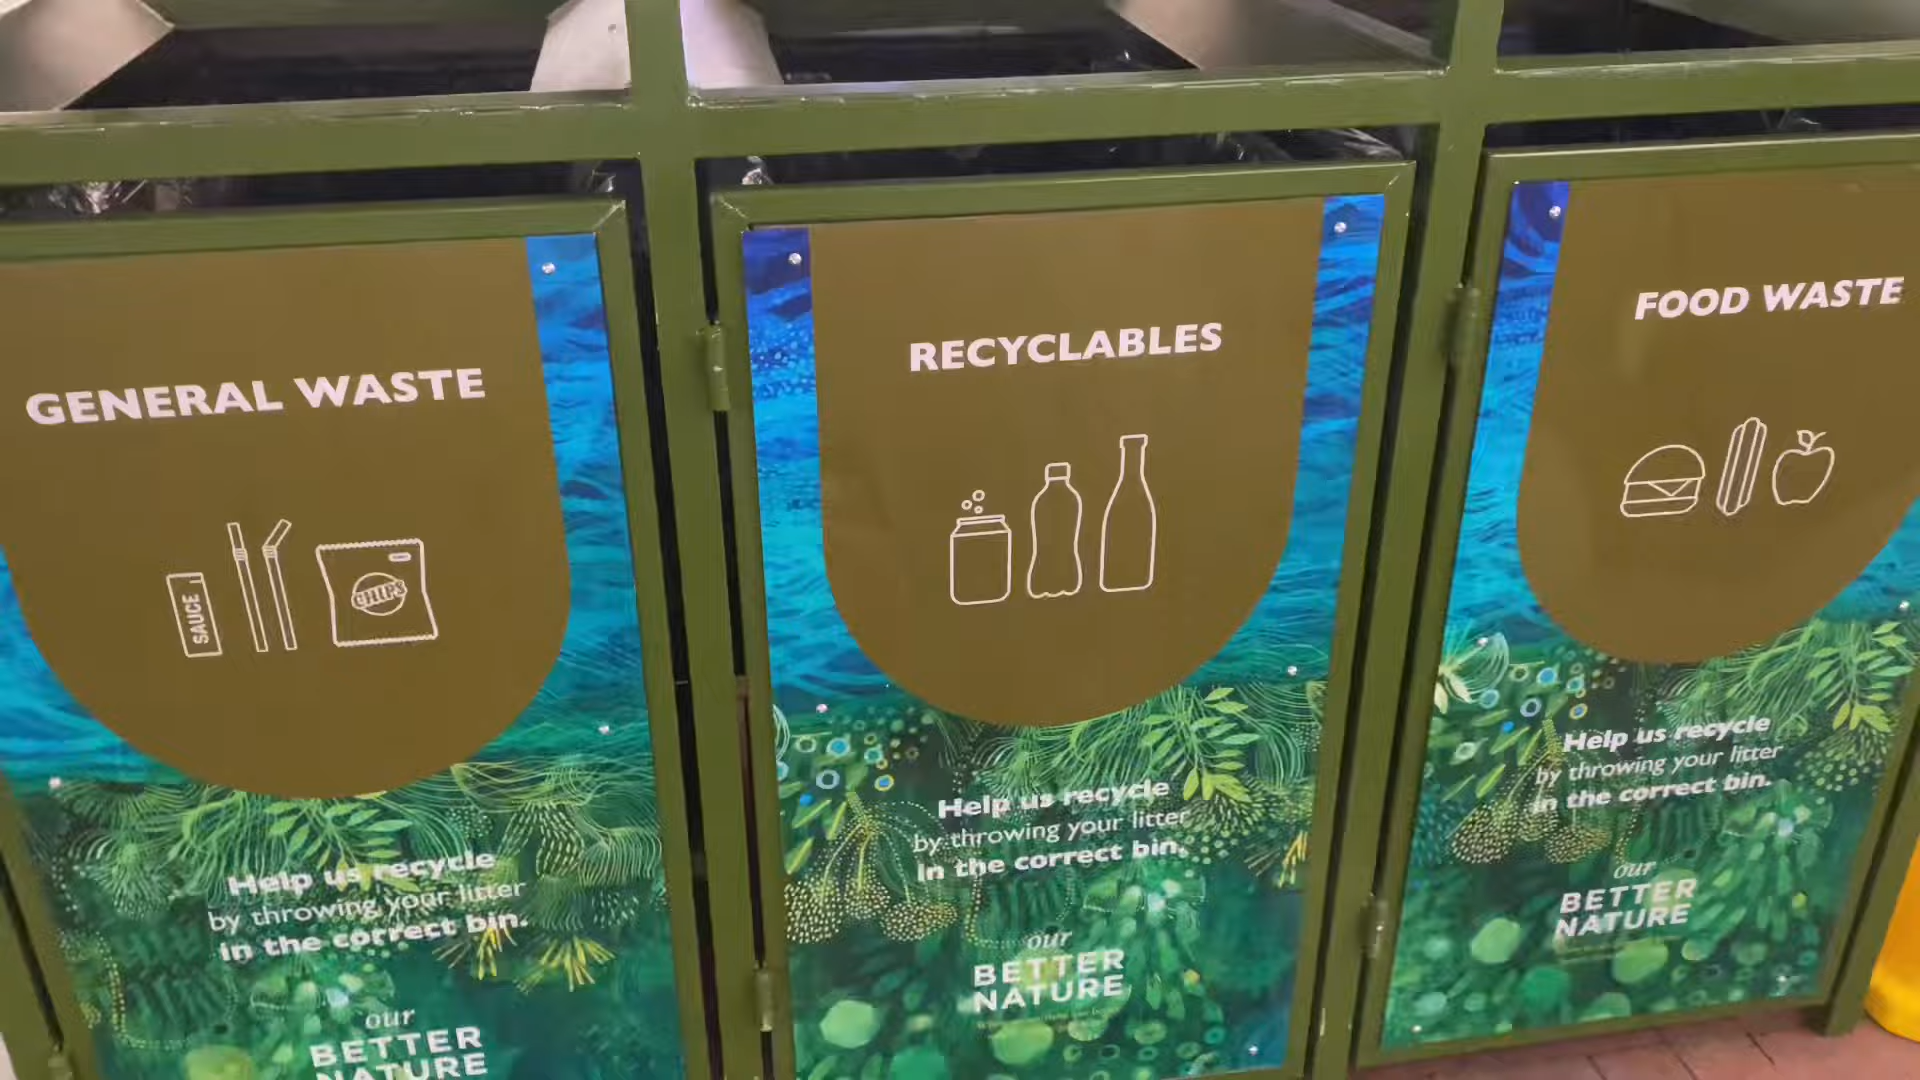 GENERAL WASTE
SAUCE
CHIPS
Help us recycle
by throwing your litter
in the correct bin.
our
BETTER
NATURE
RECYCLABLES
Help us recycle
by throwing your litter
in the correct bin.
our
BETTER
NATURE
FOOD WASTE
Help us recycle
by throwing your litter
in the correct bin.
our
BETTER
NATURE